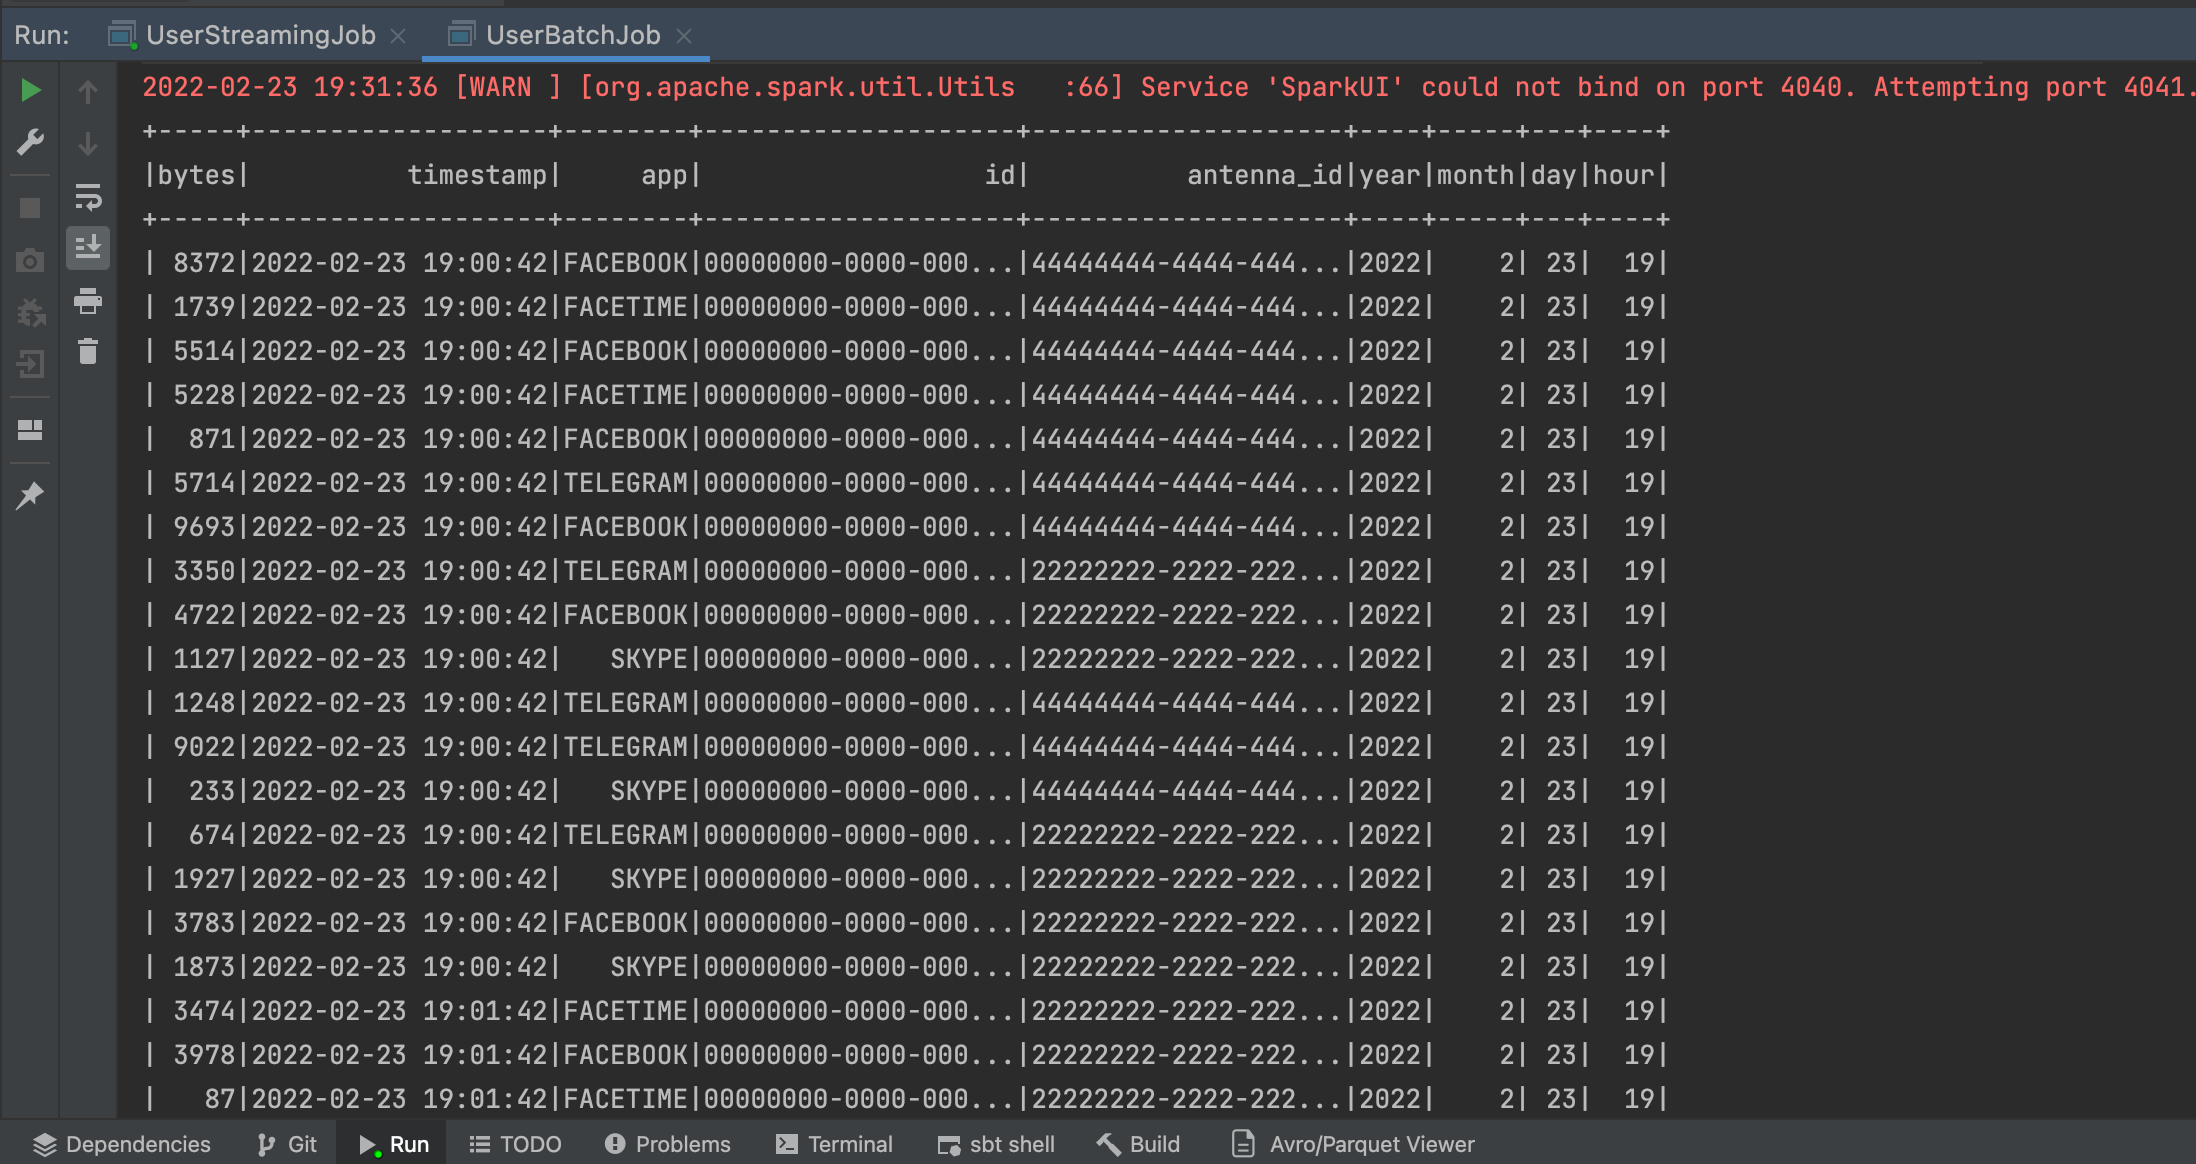 Run: UserStreamingJob × UserBatchJob ×
2022-02-23 19:31:36 [WARN ] [org.apache.spark.util.Utils   :66] Service 'SparkUI' could not bind on port 4040. Attempting port 4041.
+-----+-------------------+--------+--------------------+--------------------+----+-----+---+----+
|bytes|          timestamp|     app|                  id|          antenna_id|year|month|day|hour|
+-----+-------------------+--------+--------------------+--------------------+----+-----+---+----+
| 8372|2022-02-23 19:00:42|FACEBOOK|00000000-0000-000...|44444444-4444-444...|2022|    2| 23|  19|
| 1739|2022-02-23 19:00:42|FACETIME|00000000-0000-000...|44444444-4444-444...|2022|    2| 23|  19|
| 5514|2022-02-23 19:00:42|FACEBOOK|00000000-0000-000...|44444444-4444-444...|2022|    2| 23|  19|
| 5228|2022-02-23 19:00:42|FACETIME|00000000-0000-000...|44444444-4444-444...|2022|    2| 23|  19|
|  871|2022-02-23 19:00:42|FACEBOOK|00000000-0000-000...|44444444-4444-444...|2022|    2| 23|  19|
| 5714|2022-02-23 19:00:42|TELEGRAM|00000000-0000-000...|44444444-4444-444...|2022|    2| 23|  19|
| 9693|2022-02-23 19:00:42|FACEBOOK|00000000-0000-000...|44444444-4444-444...|2022|    2| 23|  19|
| 3350|2022-02-23 19:00:42|TELEGRAM|00000000-0000-000...|22222222-2222-222...|2022|    2| 23|  19|
| 4722|2022-02-23 19:00:42|FACEBOOK|00000000-0000-000...|22222222-2222-222...|2022|    2| 23|  19|
| 1127|2022-02-23 19:00:42|   SKYPE|00000000-0000-000...|22222222-2222-222...|2022|    2| 23|  19|
| 1248|2022-02-23 19:00:42|TELEGRAM|00000000-0000-000...|44444444-4444-444...|2022|    2| 23|  19|
| 9022|2022-02-23 19:00:42|TELEGRAM|00000000-0000-000...|44444444-4444-444...|2022|    2| 23|  19|
|  233|2022-02-23 19:00:42|   SKYPE|00000000-0000-000...|44444444-4444-444...|2022|    2| 23|  19|
|  674|2022-02-23 19:00:42|TELEGRAM|00000000-0000-000...|22222222-2222-222...|2022|    2| 23|  19|
| 1927|2022-02-23 19:00:42|   SKYPE|00000000-0000-000...|22222222-2222-222...|2022|    2| 23|  19|
| 3783|2022-02-23 19:00:42|FACEBOOK|00000000-0000-000...|22222222-2222-222...|2022|    2| 23|  19|
| 1873|2022-02-23 19:00:42|   SKYPE|00000000-0000-000...|22222222-2222-222...|2022|    2| 23|  19|
| 3474|2022-02-23 19:01:42|FACETIME|00000000-0000-000...|22222222-2222-222...|2022|    2| 23|  19|
| 3978|2022-02-23 19:01:42|FACEBOOK|00000000-0000-000...|22222222-2222-222...|2022|    2| 23|  19|
|   87|2022-02-23 19:01:42|FACETIME|00000000-0000-000...|22222222-2222-222...|2022|    2| 23|  19|
Dependencies Git Run TODO Problems Terminal sbt shell Build Avro/Parquet Viewer